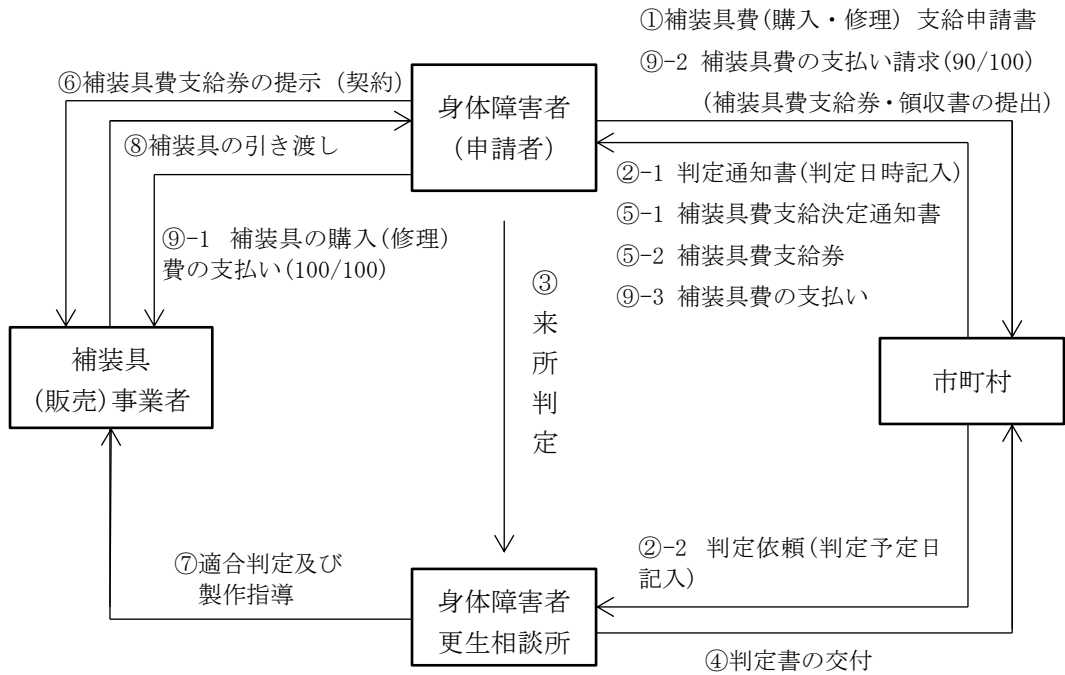 ①補装具費(購入・修理) 支給申請書
⑨-2 補装具費の支払い請求(90/100)
(補装具費支給券・領収書の提出)
⑥補装具費支給券の提示 (契約)
身体障害者
(申請者)
⑧補装具の引き渡し
②-1 判定通知書(判定日時記入)
⑤-1 補装具費支給決定通知書
⑤-2 補装具費支給券
⑨-3 補装具費の支払い
⑨-1 補装具の購入(修理)
費の支払い(100/100)
③
来
所
判
定
補装具
(販売)事業者
市町村
②-2 判定依頼(判定予定日
記入)
⑦適合判定及び
製作指導
身体障害者
更生相談所
④判定書の交付